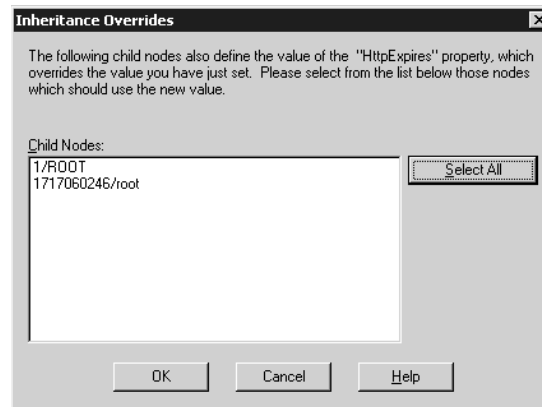 Inheritance Overrides
The following child nodes also define the value of the "HttpExpires" property, which
overrides the value you have just set. Please select from the list below those nodes
which should use the new value.
Child Nodes:
1/ROOT
1717060246/root
Select All
OK Cancel Help